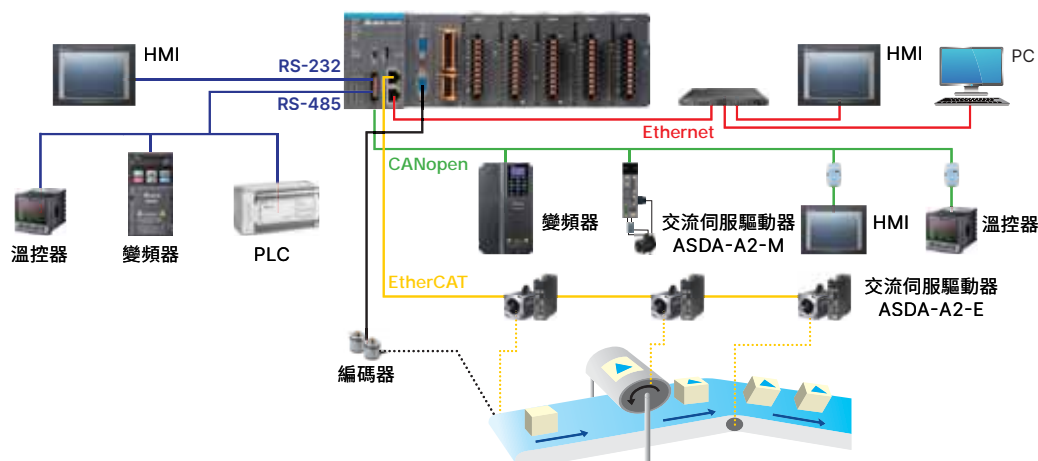 HMI
RS-232
RS-485
HMI
PC
Ethernet
CANopen
溫控器
變頻器
PLC
變頻器
交流伺服驅動器
ASDA-A2-M
HMI
溫控器
EtherCAT
交流伺服驅動器
ASDA-A2-E
編碼器